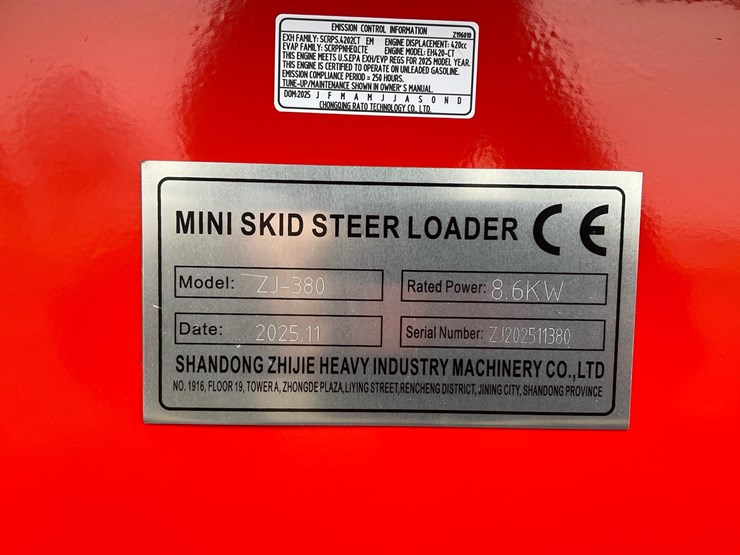 EMISSION CONTROL INFORMATION Z196010
EXH FAMILY: SCRPS.4202CT EM ENGINE DISPLACEMENT: 420cc
EVAP FAMILY: SCRPPNHEQCTE ENGINE MODEL: EH420-CT
THIS ENGINE MEETS U.S.EPA EXH/EVP REGS FOR 2025 MODEL YEAR.
THIS ENGINE IS CERTIFIED TO OPERATE ON UNLEADED GASOLINE.
EMISSION COMPLIANCE PERIOD = 250 HOURS.
TUNE-UP/MAINTENANCE SHOWN IN OWNER'S MANUAL.
DOM:2025 J F M A M J J A S O N D
CHONGQING RATO TECHNOLOGY CO. LTD.
MINI SKID STEER LOADER CE
Model: ZJ-380 Rated Power: 8.6KW
Date: 2025.11 Serial Number: ZJ202511380
SHANDONG ZHIJIE HEAVY INDUSTRY MACHINERY CO.,LTD
NO. 1916, FLOOR 19, TOWER A, ZHONGDE PLAZA,LIYING STREET,RENCHENG DISTRICT, JINING CITY, SHANDONG PROVINCE